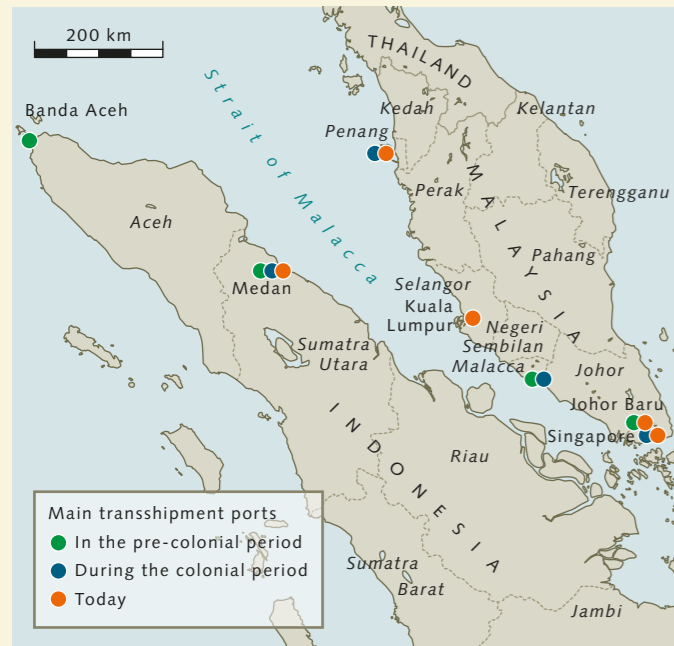 200 km
THAILAND
Banda Aceh
Kedah
Kelantan
Penang
Strait of Malacca
MALAYSIA
Perak
Terengganu
Aceh
Pahang
Medan
Selangor
Kuala
Lumpur
Negeri
Sembilan
Sumatra
Utara
Malacca
Johor
Johor Baru
Singapore
INDONESIA
Riau
Main transshipment ports
In the pre-colonial period
During the colonial period
Today
Sumatra
Barat
Jambi